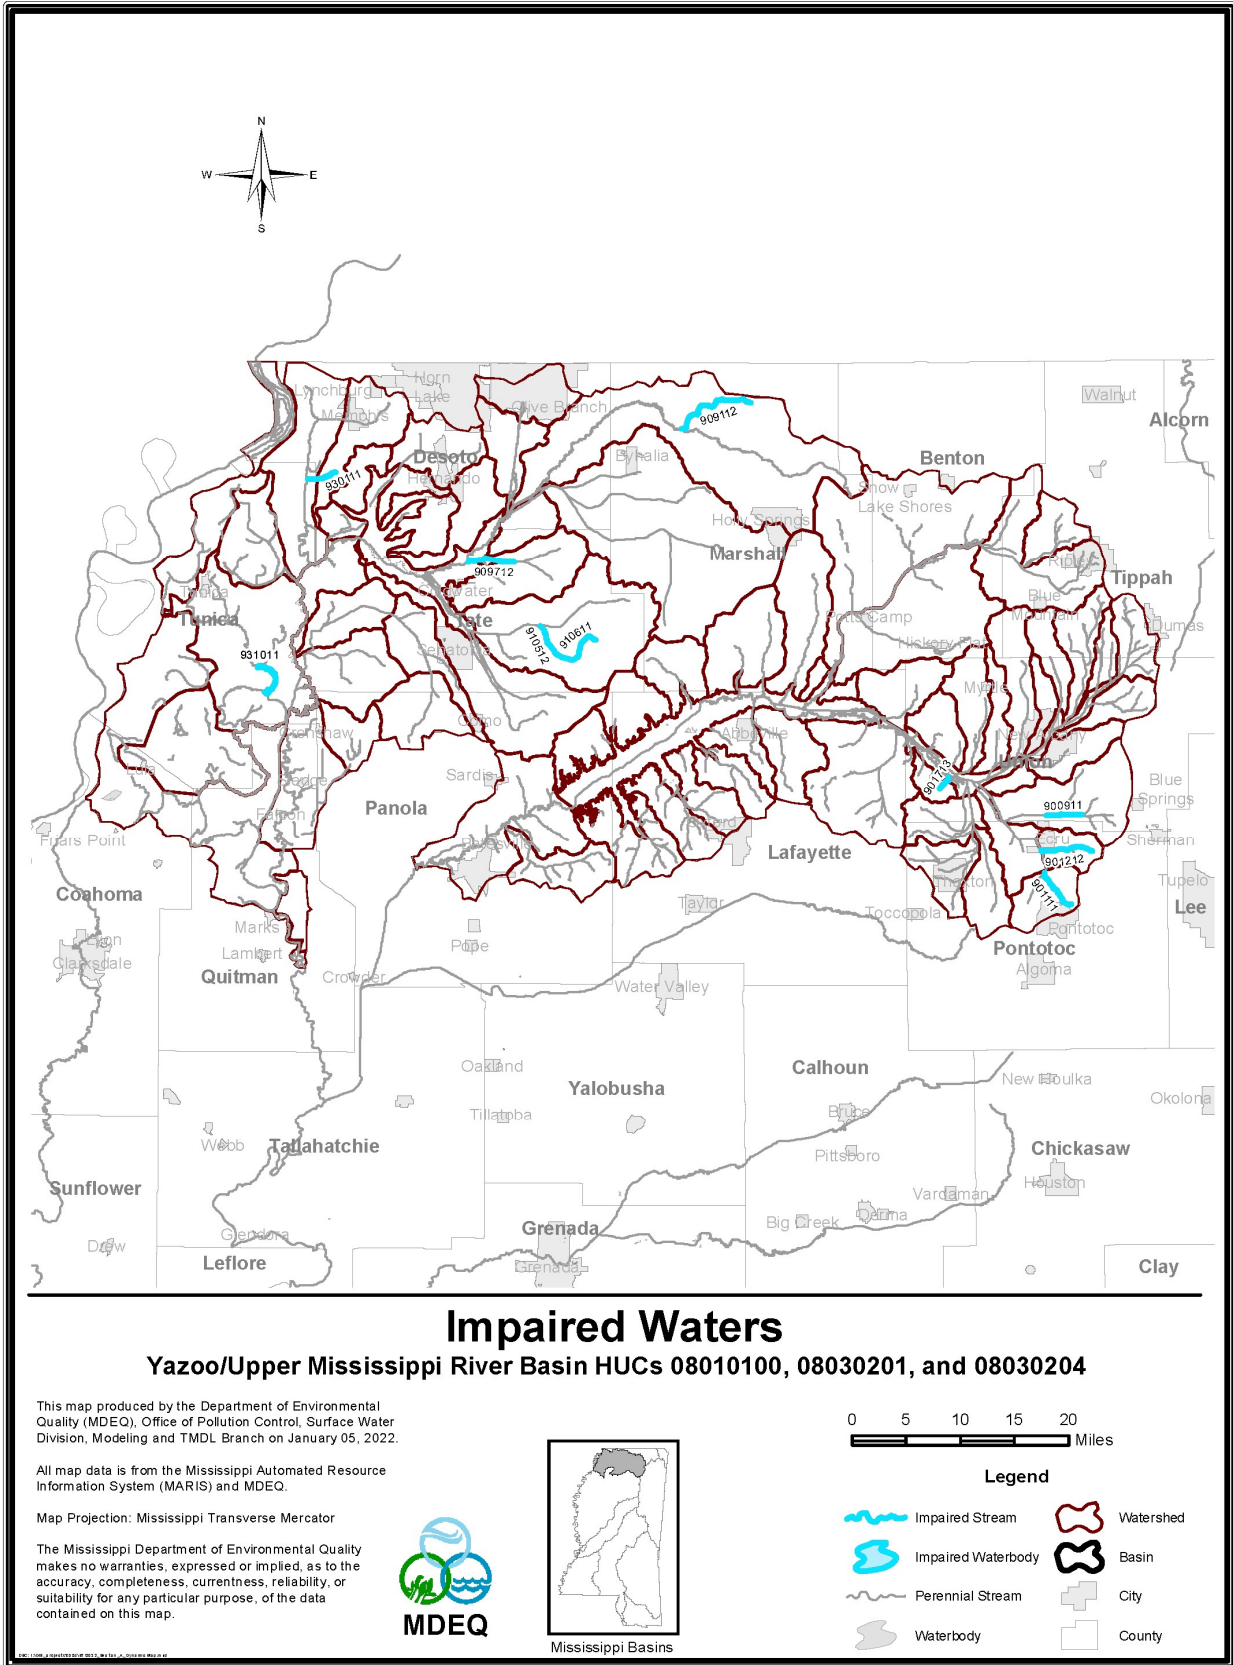 N
W E
S
Walnut
Alcorn
Lynchburg
Horn
Lake
Memphis
Olive Branch
909112
Desoto
Hernando
Byhalia
Benton
930111
Snow
Lake Shores
Holly Springs
Marshall
909712
Coldwater
Ripley
Tippah
Tunica
Tunica
Tate
Senatobia
Blue
Mountain
Potts Camp
Dumas
Hickory Flat
910512
910611
931011
Myrtle
Como
Abbeville
New Albany
Union
Crenshaw
Lula
Sledge
Sardis
Panola
901713
Blue
Springs
Falcon
900911
Friars Point
Batesville
Oxford
Lafayette
Ecru
Sherman
901212
Coahoma
Thaxton
901111
Tupelo
Lee
Taylor
Toccopola
Marks
Pontotoc
Lyon
Clarksdale
Lambert
Pope
Pontotoc
Algoma
Quitman
Crowder
Water Valley
Oakland
Yalobusha
Calhoun
New Houlka
Okolona
Tillatoba
Bruce
Webb
Tallahatchie
Pittsboro
Chickasaw
Houston
Sunflower
Vardaman
Big Creek
Derma
Glendora
Grenada
Drew
Leflore
Grenada
Clay
Impaired Waters
Yazoo/Upper Mississippi River Basin HUCs 08010100, 08030201, and 08030204
This map produced by the Department of Environmental
Quality (MDEQ), Office of Pollution Control, Surface Water
Division, Modeling and TMDL Branch on January 05, 2022.
All map data is from the Mississippi Automated Resource
Information System (MARIS) and MDEQ.
Map Projection: Mississippi Transverse Mercator
The Mississippi Department of Environmental Quality
makes no warranties, expressed or implied, as to the
accuracy, completeness, currentness, reliability, or
suitability for any particular purpose, of the data
contained on this map.
MDEQ
Mississippi Basins
0 5 10 15 20
Miles
Legend
Impaired Stream
Watershed
Impaired Waterbody
Basin
Perennial Stream
City
Waterbody
County